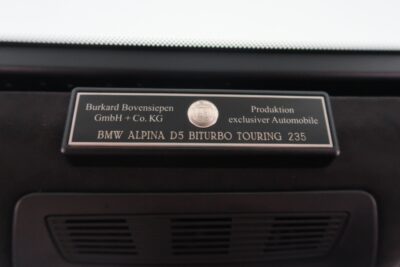 Burkard Bovensiepen
GmbH + Co. KG
Produktion
exclusiver Automobile
BMW ALPINA D5 BITURBO TOURING 235